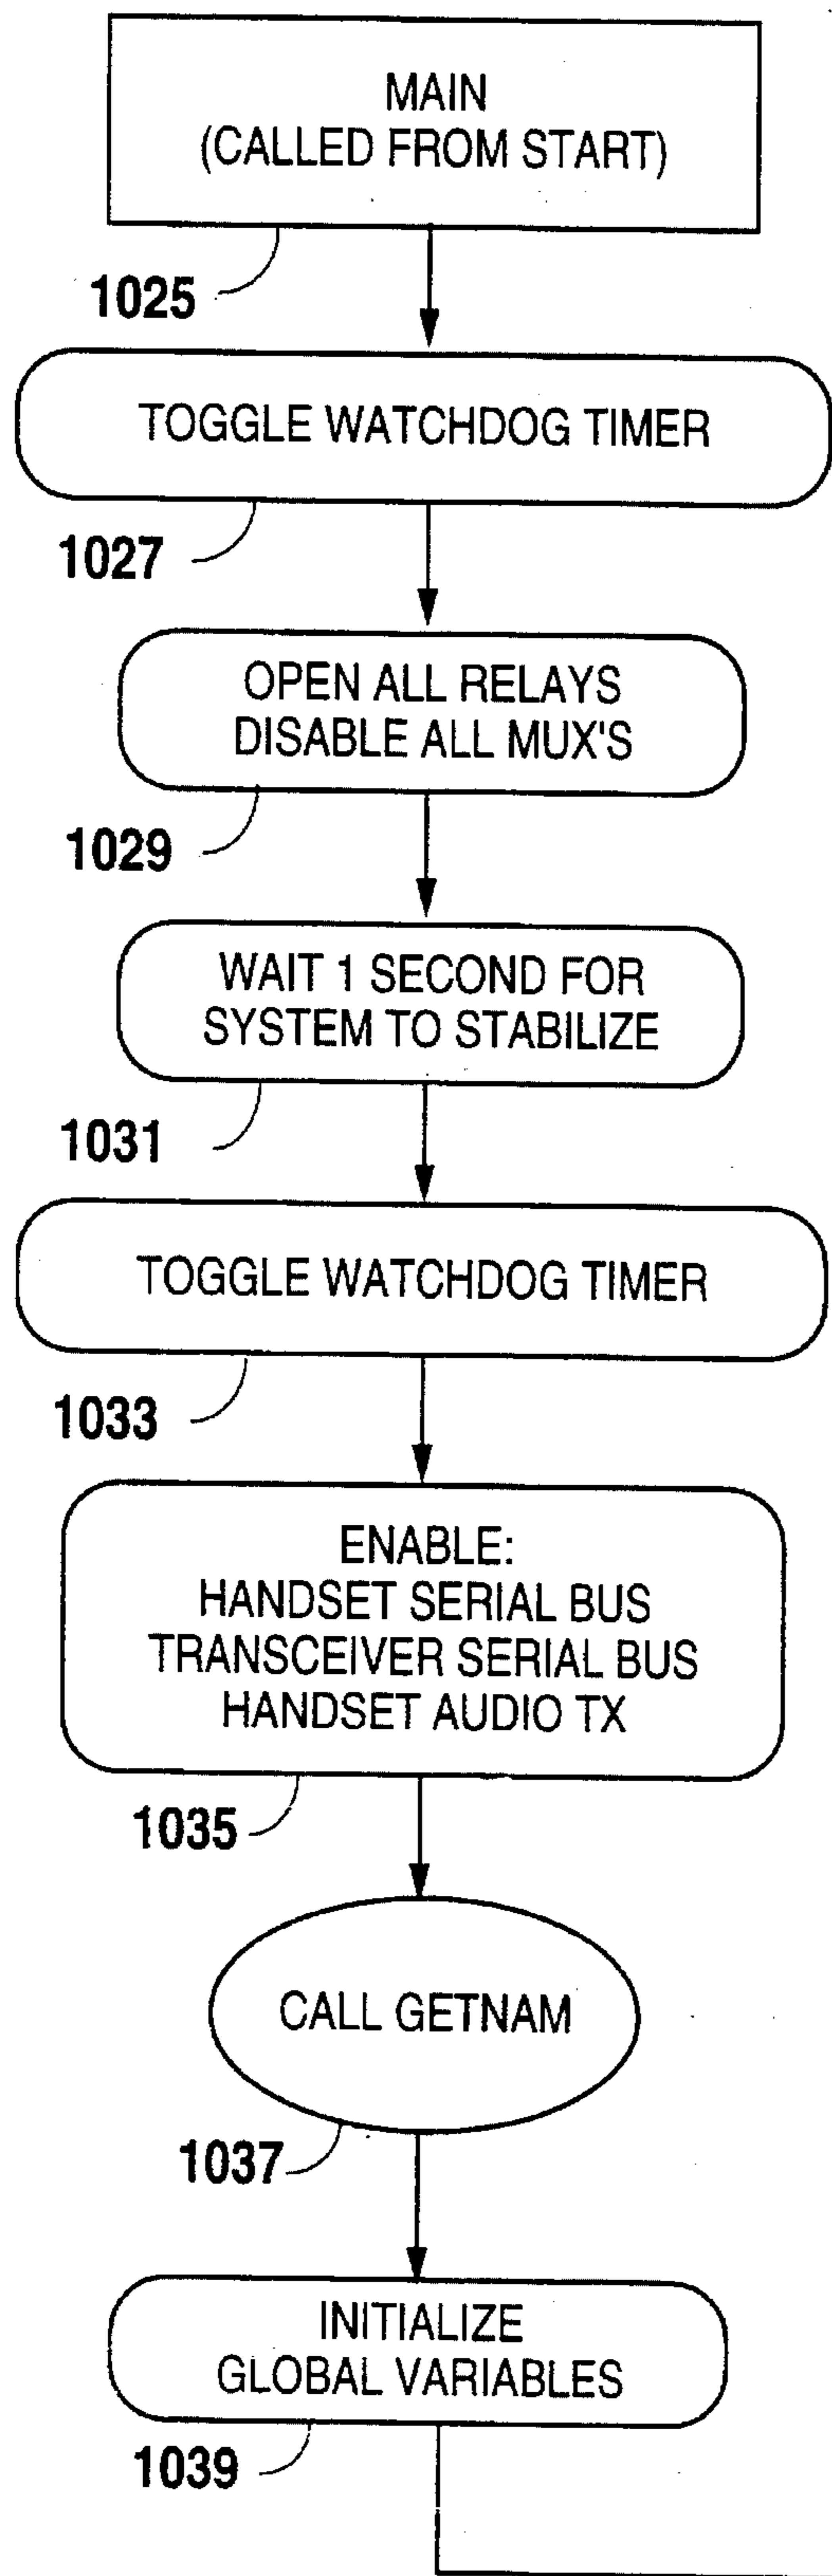 MAIN
(CALLED FROM START)
1025
TOGGLE WATCHDOG TIMER
1027
OPEN ALL RELAYS
DISABLE ALL MUX'S
1029
WAIT 1 SECOND FOR
SYSTEM TO STABILIZE
1031
TOGGLE WATCHDOG TIMER
1033
ENABLE:
HANDSET SERIAL BUS
TRANSCEIVER SERIAL BUS
HANDSET AUDIO TX
1035
CALL GETNAM
1037
INITIALIZE
GLOBAL VARIABLES
1039